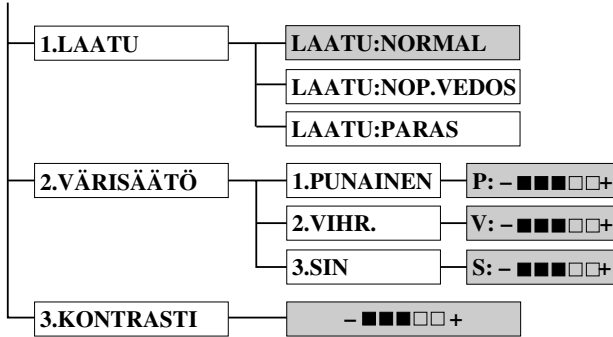 1.LAATU LAATU:NORMAL
LAATU:NOP.VEDOS
LAATU:PARAS
2.VÄRISÄÄTÖ 1.PUNAINEN P: -■■■□□+
2.VIHR. V: -■■■□□+
3.SIN S: -■■■□□+
3.KONTRASTI -■■■□□+